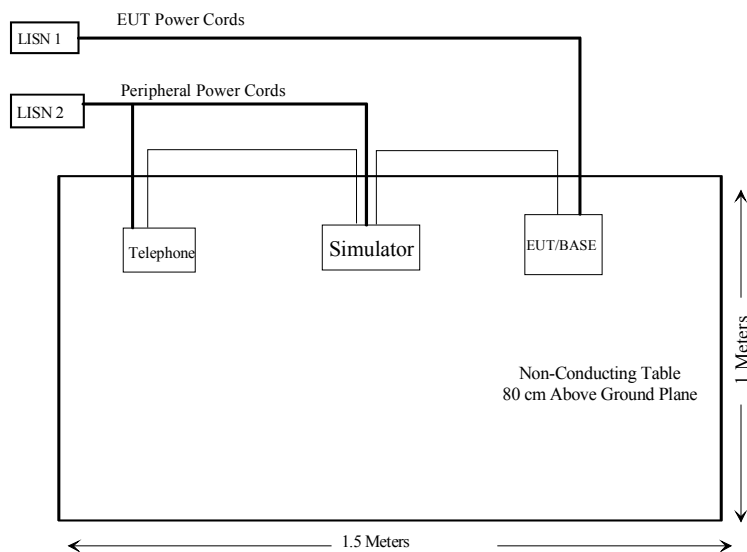 EUT Power Cords
LISN 1
Peripheral Power Cords
LISN 2
Telephone
Simulator
EUT/BASE
Non-Conducting Table
80 cm Above Ground Plane
1 Meters
1.5 Meters